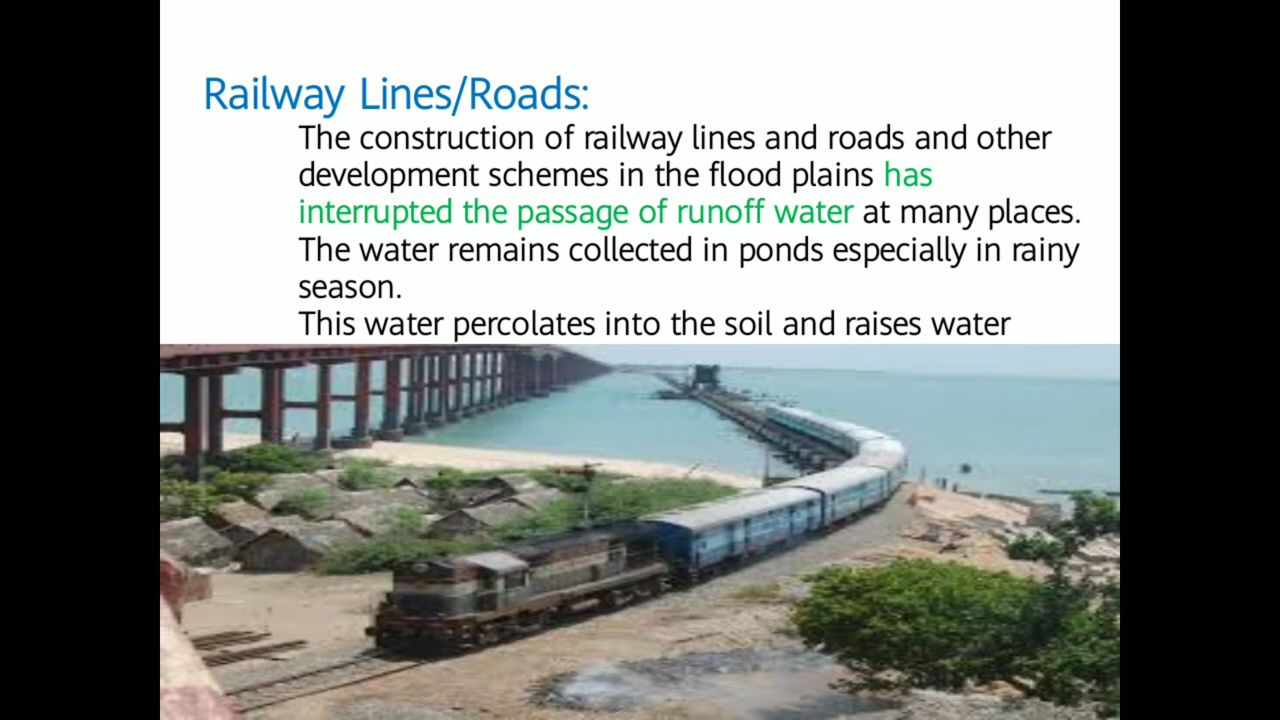 Railway Lines/Roads:
The construction of railway lines and roads and other
development schemes in the flood plains has
interrupted the passage of runoff water at many places.
The water remains collected in ponds especially in rainy
season.
This water percolates into the soil and raises water